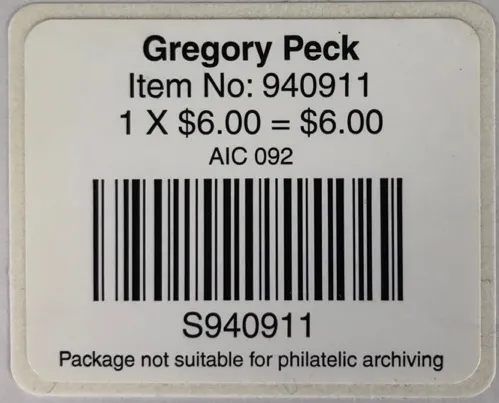 Gregory Peck
Item No: 940911
1 X $6.00 = $6.00
AIC 092
S940911
Package not suitable for philatelic archiving